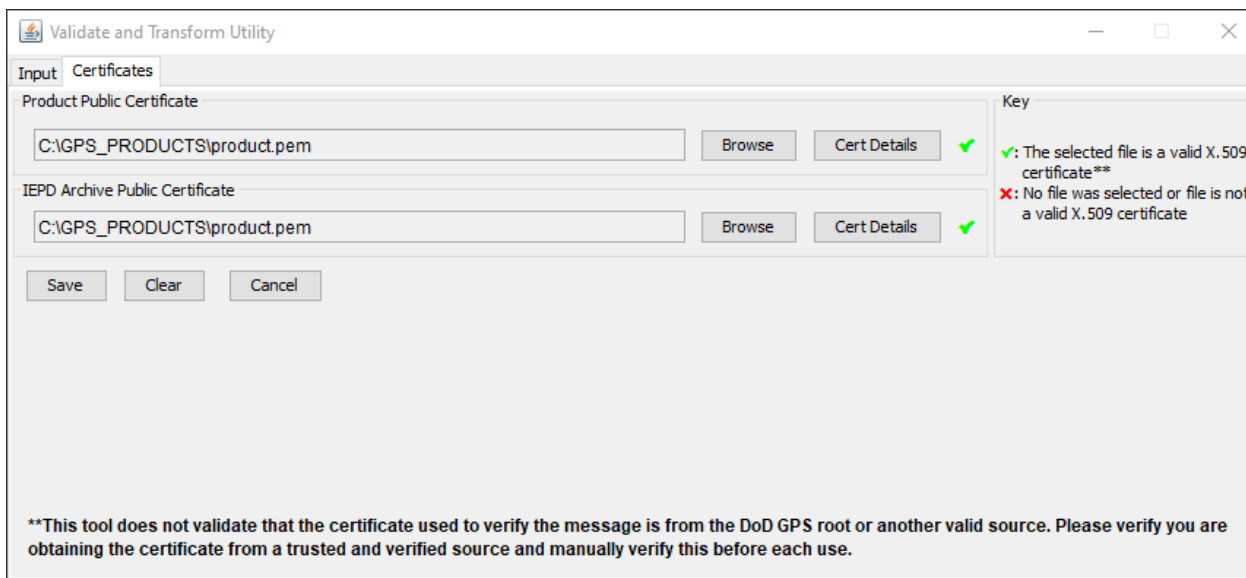 Validate and Transform Utility
Input Certificates
Product Public Certificate
C:\GPS_PRODUCTS\product.pem Browse Cert Details
IEPD Archive Public Certificate
C:\GPS_PRODUCTS\product.pem Browse Cert Details
Save Clear Cancel
Key
: The selected file is a valid X.509
certificate**
: No file was selected or file is not
a valid X.509 certificate
**This tool does not validate that the certificate used to verify the message is from the DoD GPS root or another valid source. Please verify you are
obtaining the certificate from a trusted and verified source and manually verify this before each use.